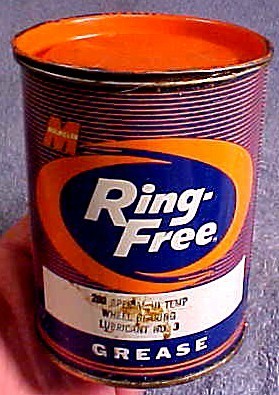 M
Ring-
Free®
200 SPECIAL HI TEMP
WHEEL BEARING
LUBRICANT NO. 3
GREASE